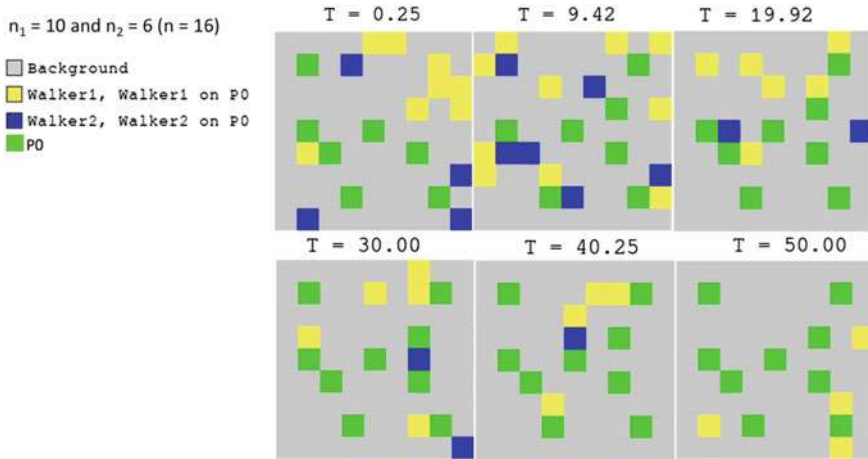 n₁ = 10 and n₂ = 6 (n = 16)
Background
Walker1, Walker1 on P0
Walker2, Walker2 on P0
P0
T = 0.25
T = 9.42
T = 19.92
T = 30.00
T = 40.25
T = 50.00